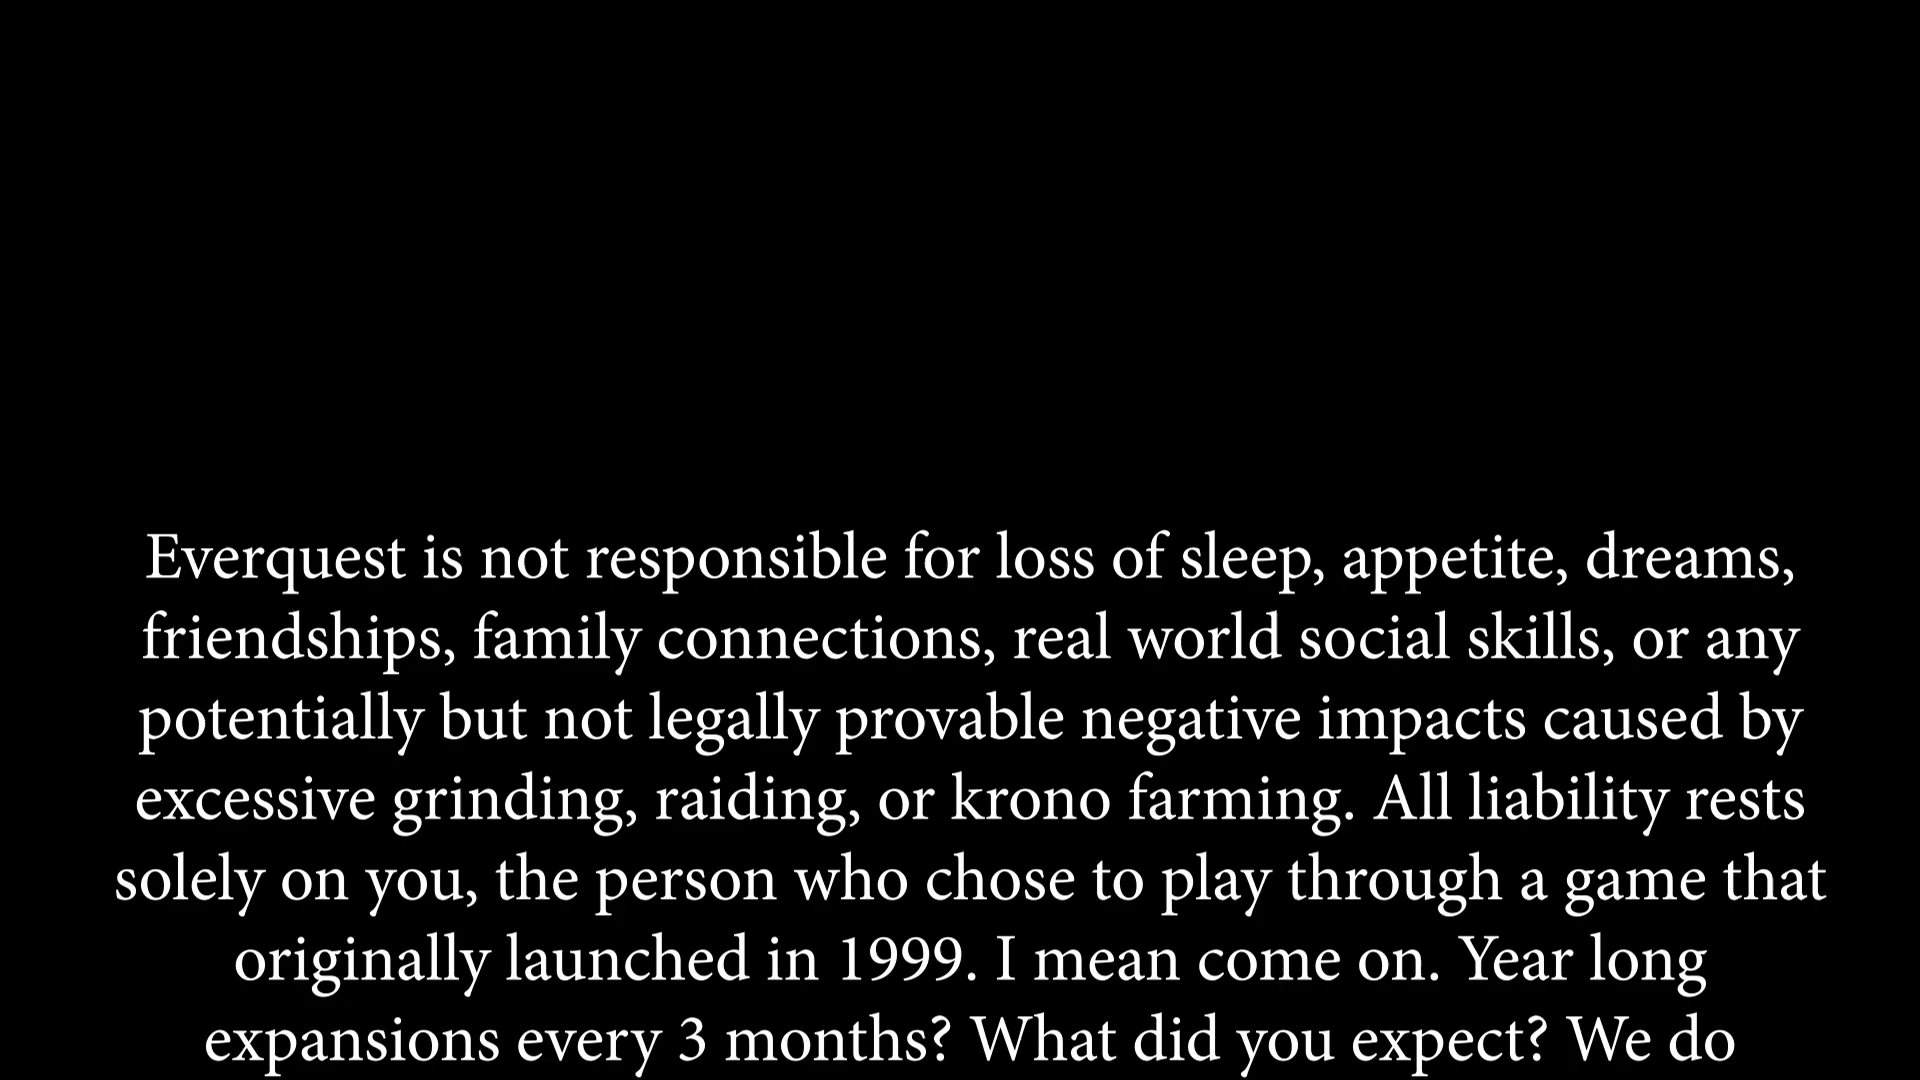 Everquest is not responsible for loss of sleep, appetite, dreams,
friendships, family connections, real world social skills, or any
potentially but not legally provable negative impacts caused by
excessive grinding, raiding, or krono farming. All liability rests
solely on you, the person who chose to play through a game that
originally launched in 1999. I mean come on. Year long
expansions every 3 months? What did you expect? We do